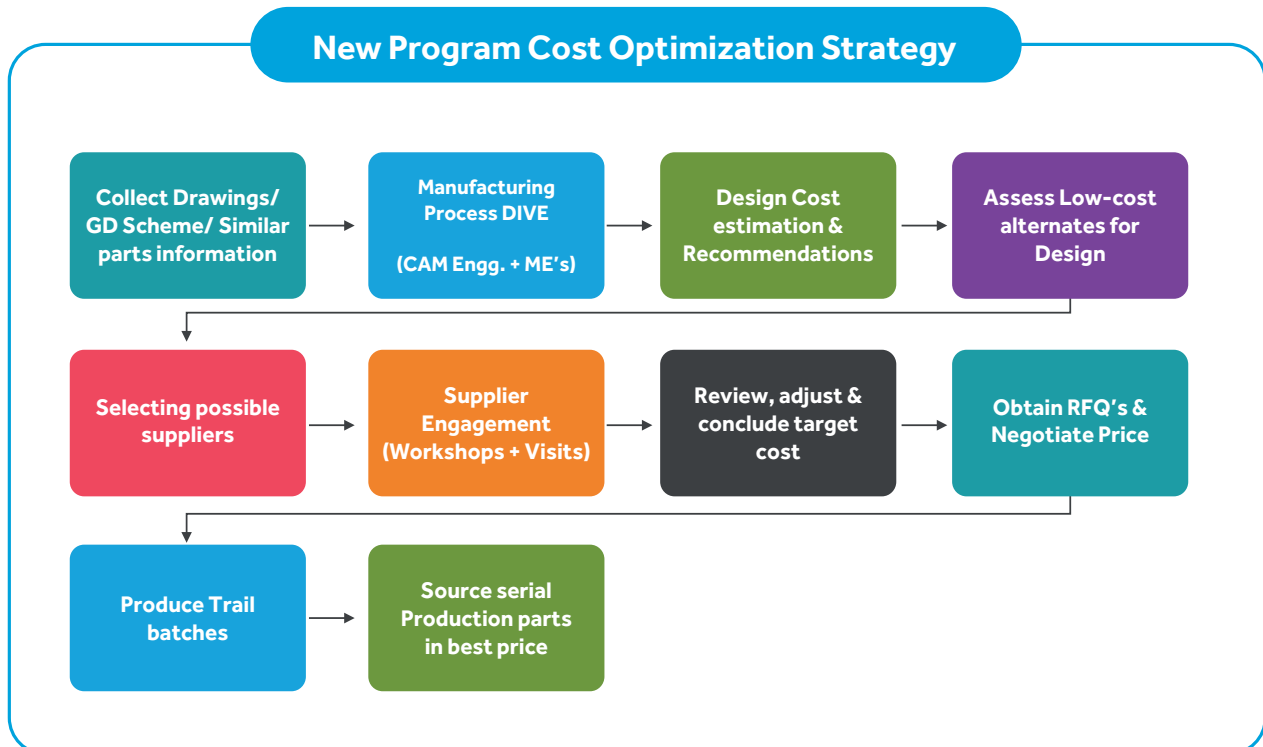 New Program Cost Optimization Strategy
Collect Drawings/
GD Scheme/ Similar
parts information
Manufacturing
Process DIVE
(CAM Engg. + ME's)
Design Cost
estimation &
Recommendations
Assess Low-cost
alternates for
Design
Selecting possible
suppliers
Supplier
Engagement
(Workshops + Visits)
Review, adjust &
conclude target
cost
Obtain RFQ's &
Negotiate Price
Produce Trail
batches
Source serial
Production parts
in best price